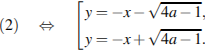 (2) ⇔ [ y = −x − √(4a − 1),
y = −x + √(4a − 1).